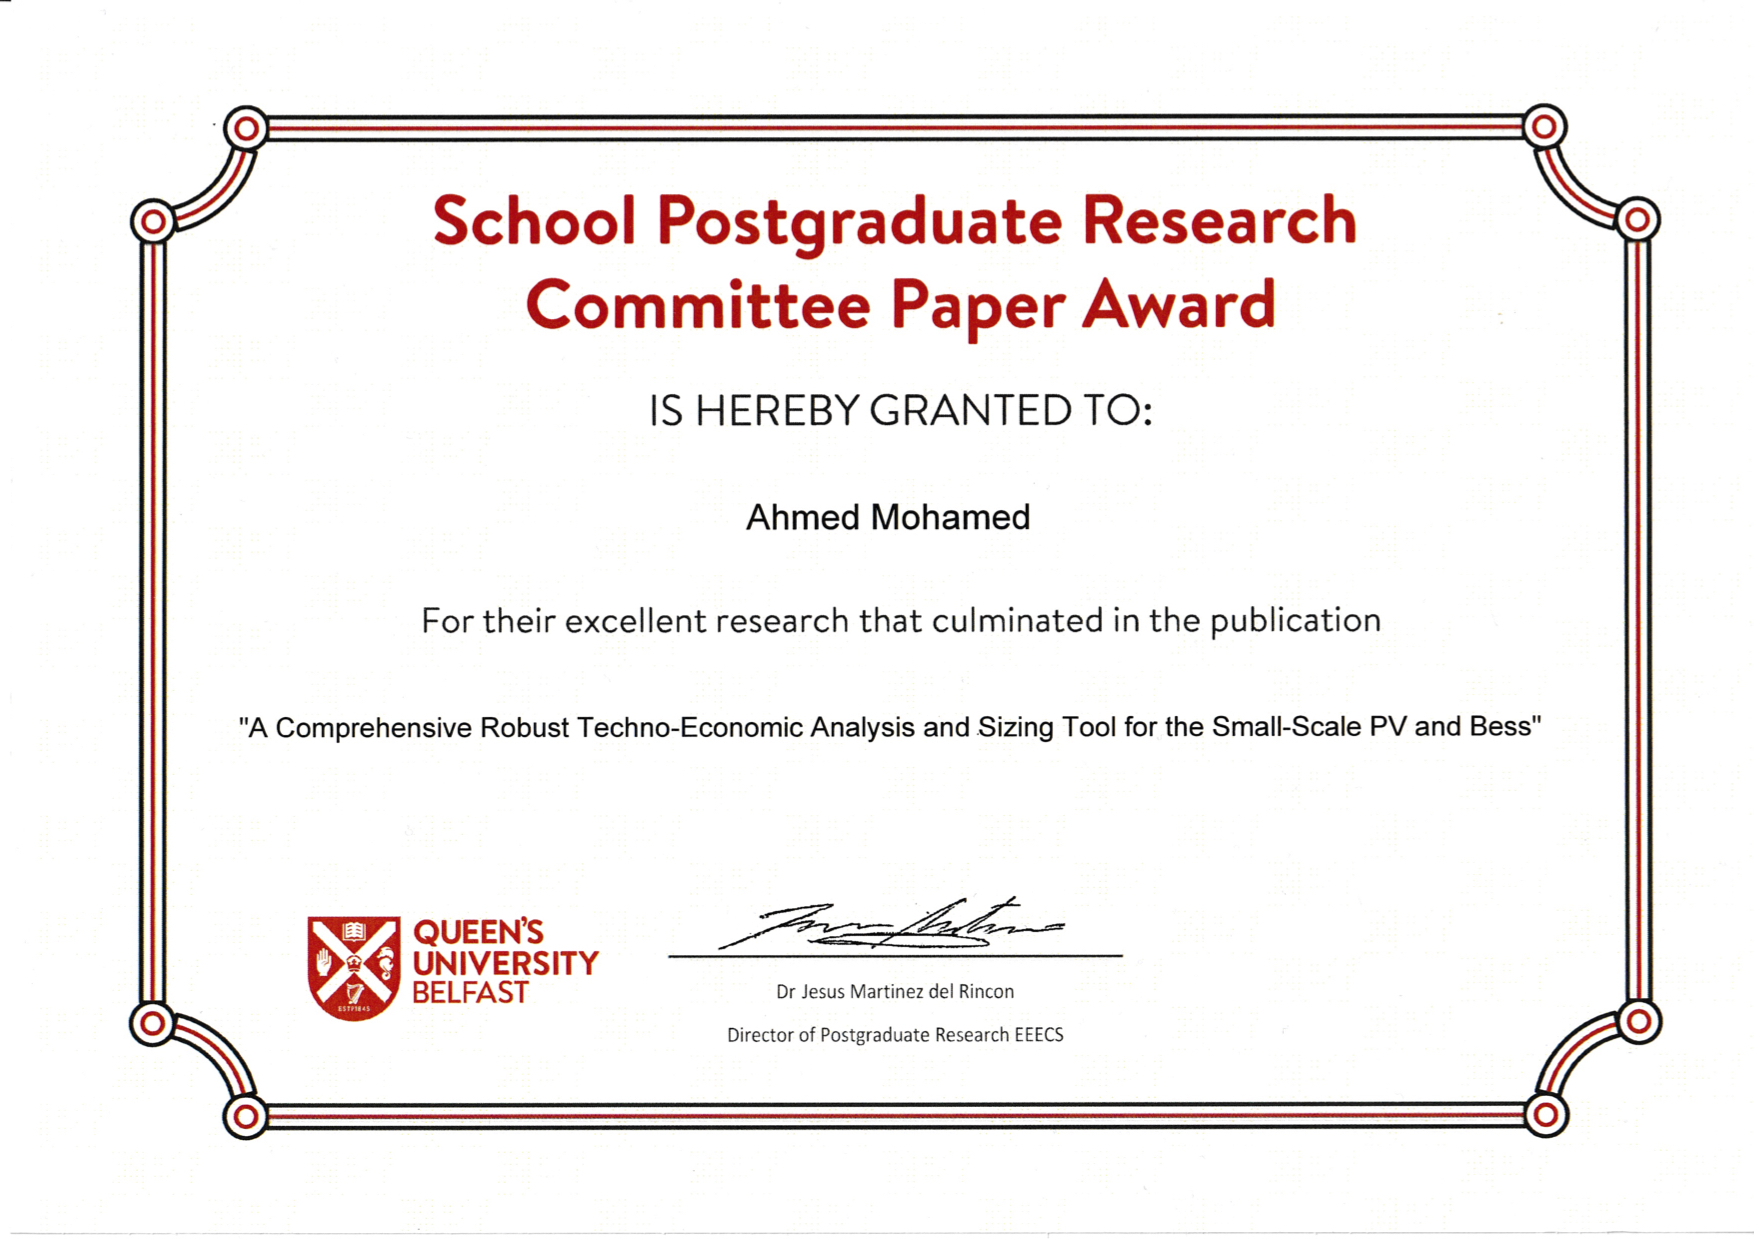 School Postgraduate Research
Committee Paper Award
IS HEREBY GRANTED TO:
Ahmed Mohamed
For their excellent research that culminated in the publication
"A Comprehensive Robust Techno-Economic Analysis and Sizing Tool for the Small-Scale PV and Bess"
QUEEN'S
UNIVERSITY
BELFAST
ESTD1845
Dr Jesus Martinez del Rincon
Director of Postgraduate Research EEECS